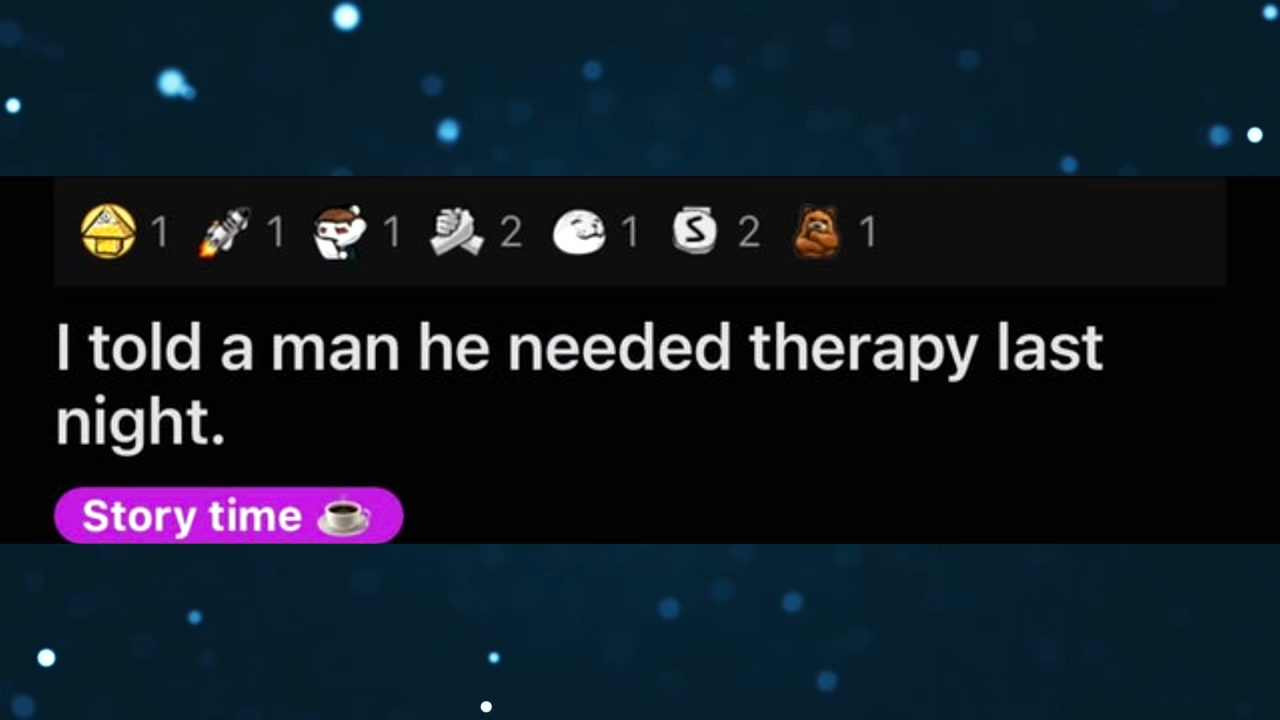 1 1 1 2 1 2 1
I told a man he needed therapy last
night.
Story time